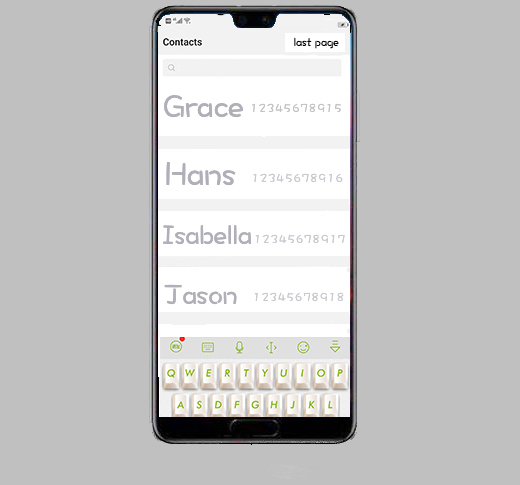 Contacts last page
Grace 12345678915
Hans 12345678916
Isabella 12345678917
Jason 12345678918
Q W E R T Y U I O P
A S D F G H J K L